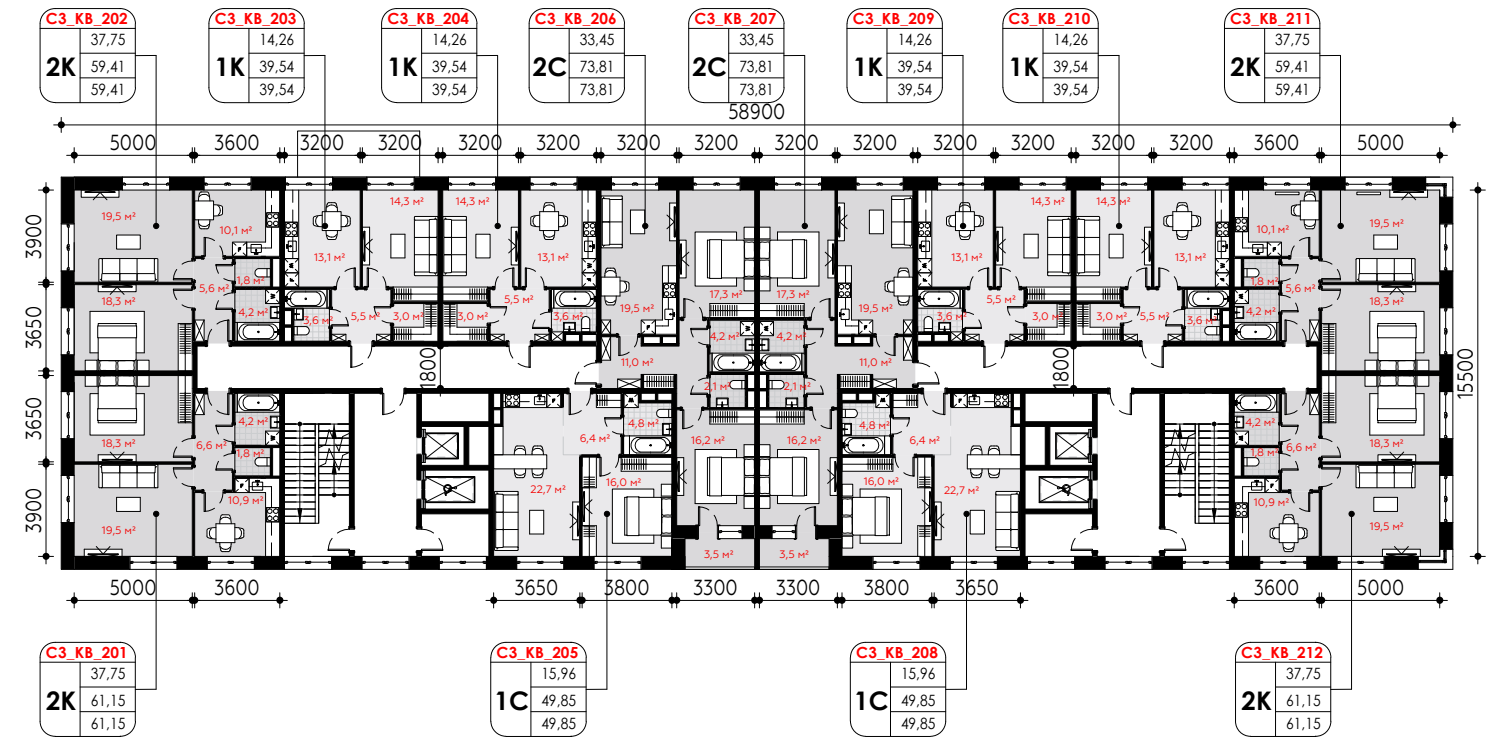 С3_КВ_202 С3_КВ_203 С3_КВ_204 С3_КВ_206 С3_КВ_207 С3_КВ_209 С3_КВ_210 С3_КВ_211
37,75 14,26 14,26 33,45 33,45 14,26 14,26 37,75
2К 59,41 1К 39,54 1К 39,54 2С 73,81 2С 73,81 1К 39,54 1К 39,54 2К 59,41
59,41 39,54 39,54 73,81 73,81 39,54 39,54 59,41
58900
5000 3600 3200 3200 3200 3200 3200 3200 3200 3200 3200 3200 3200 3200 3600 5000
14,3 м² 14,3 м² 14,3 м² 14,3 м²
19,5 м² 19,5 м²
10,1 м² 10,1 м²
3900
13,1 м² 13,1 м² 13,1 м² 13,1 м²
1,8 м² 1,8 м²
5,6 м² 5,6 м²
18,3 м² 5,5 м² 17,3 м² 17,3 м² 5,5 м² 18,3 м²
4,2 м² 3,6 м² 5,5 м² 3,0 м² 3,0 м² 3,6 м² 19,5 м² 19,5 м² 3,6 м² 3,0 м² 3,0 м² 5,5 м² 3,6 м² 4,2 м²
3650
4,2 м² 4,2 м²
11,0 м² 11,0 м²
1800 1800
15500
2,1 м² 2,1 м²
3650
4,2 м² 4,8 м² 4,8 м² 4,2 м²
18,3 м² 6,6 м² 6,4 м² 16,2 м² 16,2 м² 6,4 м² 6,6 м² 18,3 м²
1,8 м² 1,8 м²
22,7 м² 16,0 м² 16,0 м² 22,7 м²
10,9 м² 10,9 м²
3900
19,5 м² 19,5 м²
3,5 м² 3,5 м²
5000 3600 3650 3800 3300 3300 3800 3650 3600 5000
С3_КВ_201 С3_КВ_205 С3_КВ_208 С3_КВ_212
37,75 15,96 15,96 37,75
2К 61,15 1С 49,85 1С 49,85 2К 61,15
61,15 49,85 49,85 61,15